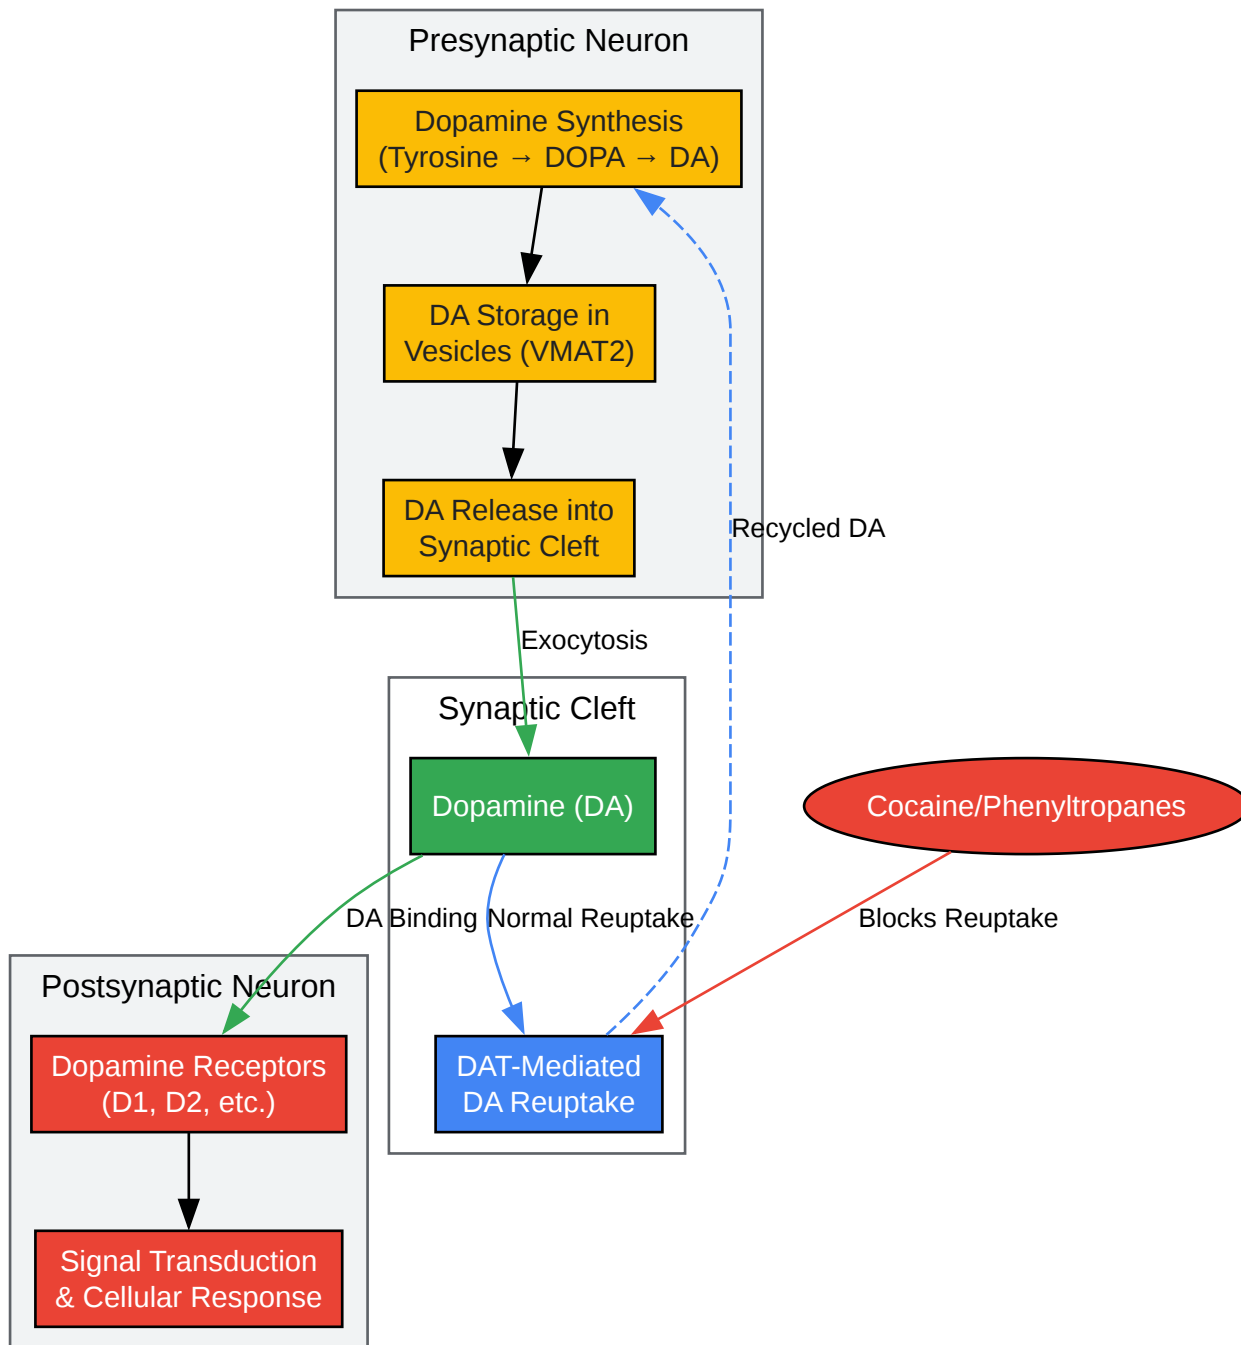 Presynaptic Neuron
Dopamine Synthesis
(Tyrosine → DOPA → DA)
DA Storage in
Vesicles (VMAT2)
DA Release into
Synaptic Cleft
Recycled DA
Exocytosis
Synaptic Cleft
Dopamine (DA)
Cocaine/Phenyltropanes
DA Binding
Normal Reuptake
Blocks Reuptake
Postsynaptic Neuron
Dopamine Receptors
(D1, D2, etc.)
DAT-Mediated
DA Reuptake
Signal Transduction
& Cellular Response